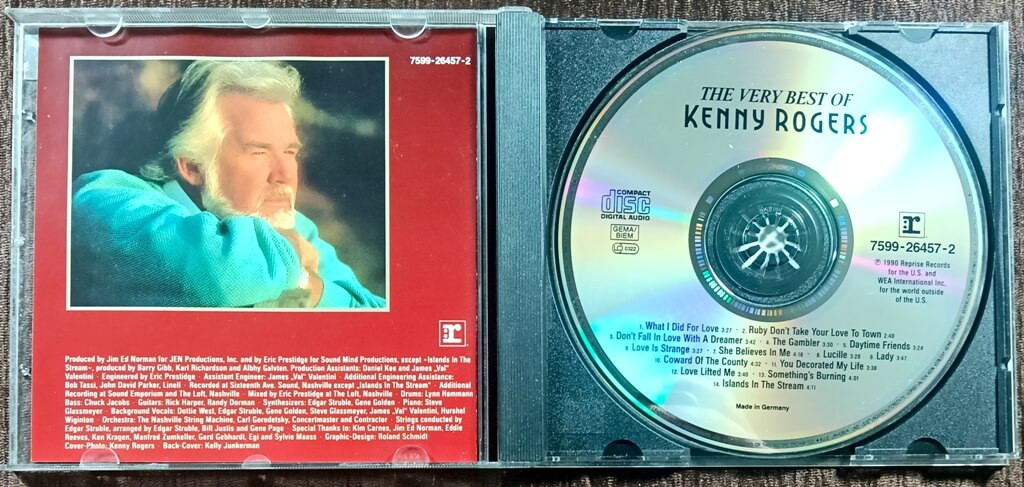 7599-26457-2
r
Produced by Jim Ed Norman for JEN Productions, Inc. and by Eric Prestidge for Sound Mind Productions, except »Islands In The
Stream«, produced by Barry Gibb, Karl Richardson and Albhy Galvten. Production Assistants: Daniel Kee and James „Val"
Valentini · Engineered by Eric Prestidge · Assistant Engineer: James „Val" Valentini · Additional Engineering Assistance:
Bob Tassi, John David Parker, Linell · Recorded at Sixteenth Ave. Sound, Nashville except „Islands In The Stream" · Additional
Recording at Sound Emporium and The Loft, Nashville · Mixed by Eric Prestidge at The Loft, Nashville · Drums: Lynn Hammann
Bass: Chuck Jacobs · Guitars: Rick Harper, Randy Dorman · Synthesizers: Edgar Struble, Gene Golden · Piano: Steve
Glassmeyer · Background Vocals: Dottie West, Edgar Struble, Gene Golden, Steve Glassmeyer, James „Val" Valentini, Hurshel
Wiginton · Orchestra: The Nashville String Machine, Carl Gorodetsky, Concertmaster and Contractor · Strings conducted by
Edgar Struble, arranged by Edgar Struble, Bill Justis and Gene Page · Special Thanks to: Kim Carnes, Jim Ed Norman, Eddie
Reeves, Ken Kragen, Manfred Zumkeller, Gerd Gebhardt, Egi and Sylvie Maass · Graphic-Design: Roland Schmidt
Cover-Photo: Kenny Rogers · Back-Cover: Kelly Junkerman
THE VERY BEST OF
KENNY ROGERS
COMPACT
disc
DIGITAL AUDIO
GEMA/
BIEM
LC 0322
r
7599-26457-2
℗ 1990 Reprise Records
for the U.S. and
WEA International Inc.
for the world outside
of the U.S.
1. What I Did For Love 3:27 · 2. Ruby Don't Take Your Love To Town 2:48
3. Don't Fall In Love With A Dreamer 3:42 · 4. The Gambler 3:30 · 5. Daytime Friends 3:24
6. Love Is Strange 3:27 · 7. She Believes In Me 4:18 · 8. Lucille 3:39 · 9. Lady 3:47
10. Coward Of The County 4:32 · 11. You Decorated My Life 3:38
12. Love Lifted Me 3:40 · 13. Something's Burning 4:01
14. Islands In The Stream 4:11
Made in Germany